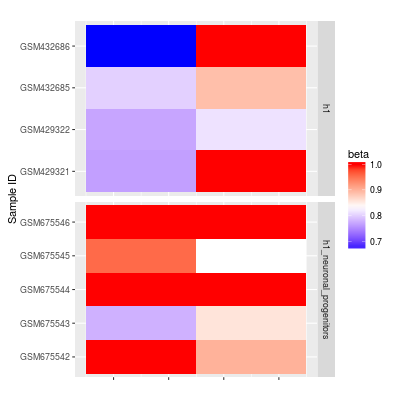 GSM432686
GSM432685
GSM429322
GSM429321
h1
GSM675546
GSM675545
GSM675544
GSM675543
GSM675542
h1_neuronal_progenitors
Sample ID
beta
1.0
0.9
0.8
0.7